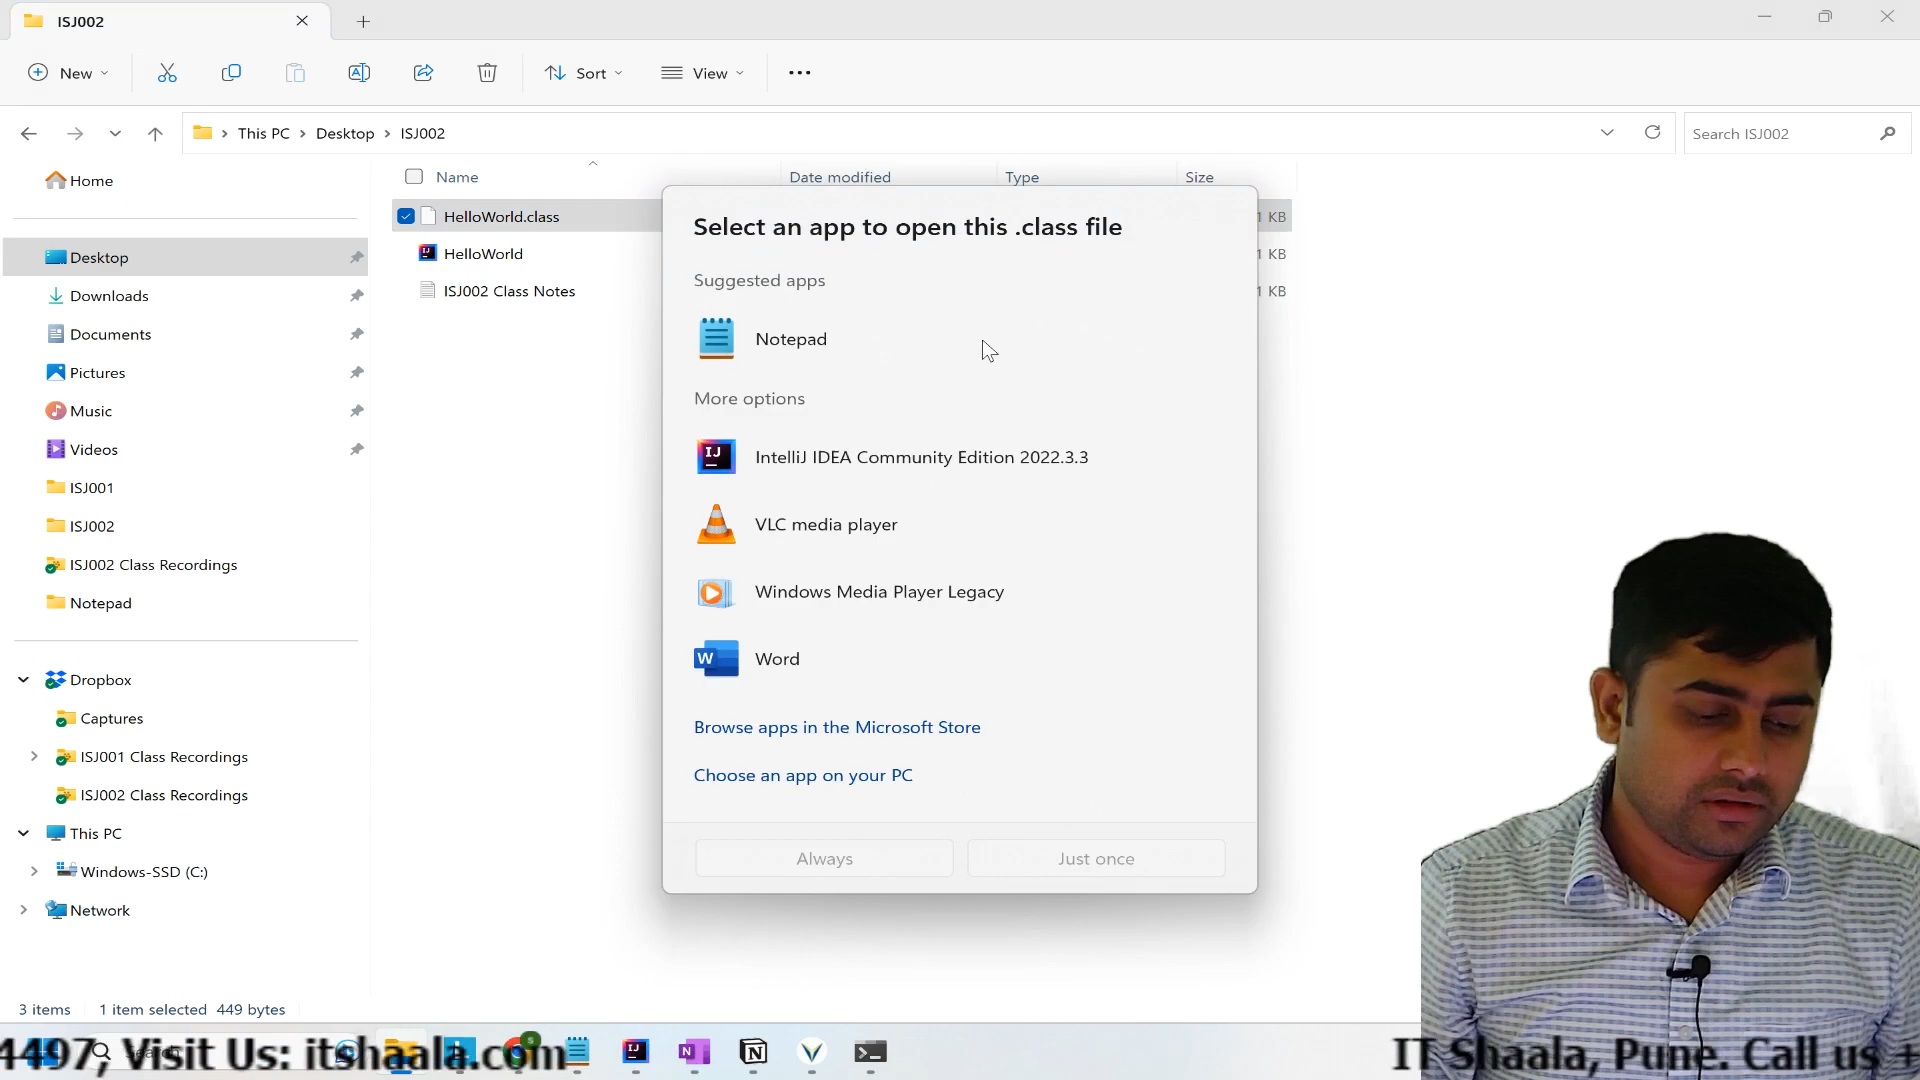 ISJ002
New
Sort
View
This PC
Desktop
ISJ002
Search ISJ002
Home
Desktop
Downloads
Documents
Pictures
Music
Videos
ISJ001
ISJ002
ISJ002 Class Recordings
Notepad
Dropbox
Captures
ISJ001 Class Recordings
ISJ002 Class Recordings
This PC
Windows-SSD (C:)
Network
Name
Date modified
Type
Size
HelloWorld.class
1 KB
HelloWorld
1 KB
ISJ002 Class Notes
1 KB
Select an app to open this .class file
Suggested apps
Notepad
More options
IJ
IntelliJ IDEA Community Edition 2022.3.3
VLC media player
Windows Media Player Legacy
W
Word
Browse apps in the Microsoft Store
Choose an app on your PC
Always
Just once
3 items
1 item selected 449 bytes
Search
4497, Visit Us: itshaala.com
IT Shaala, Pune. Call us +